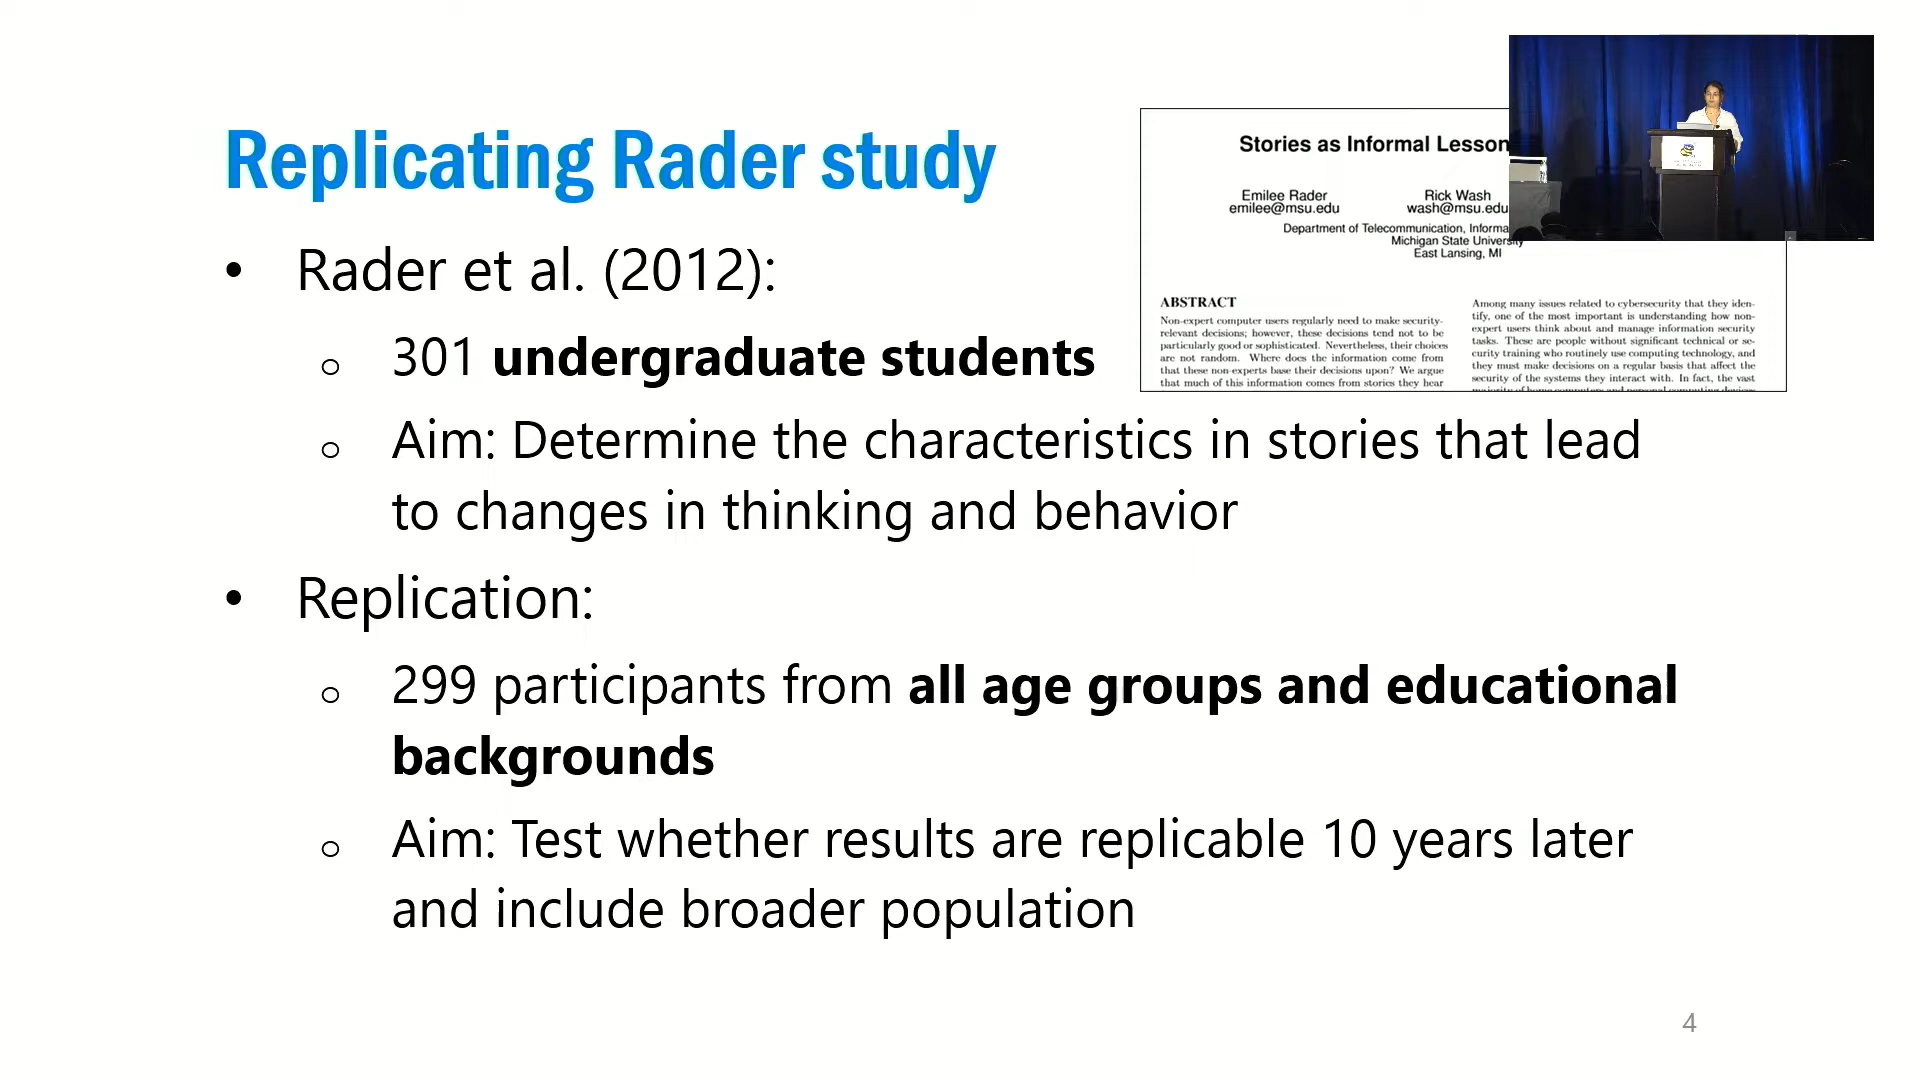 Replicating Rader study
• Rader et al. (2012):
o 301 undergraduate students
o Aim: Determine the characteristics in stories that lead
to changes in thinking and behavior
• Replication:
o 299 participants from all age groups and educational
backgrounds
o Aim: Test whether results are replicable 10 years later
and include broader population
Stories as Informal Lesson
Emilee Rader
emilee@msu.edu
Rick Wash
wash@msu.edu
Department of Telecommunication, Informa
Michigan State University
East Lansing, MI
ABSTRACT
Non-expert computer users regularly need to make security-
relevant decisions; however, these decisions tend not to be
particularly good or sophisticated. Nevertheless, their choices
are not random. Where does the information come from
that these non-experts base their decisions upon? We argue
that much of this information comes from stories they hear
Among many issues related to cybersecurity that they iden-
tify, one of the most important is understanding how non-
expert users think about and manage information security
tasks. These are people without significant technical or se-
curity training who routinely use computing technology, and
they must make decisions on a regular basis that affect the
security of the systems they interact with. In fact, the vast
4